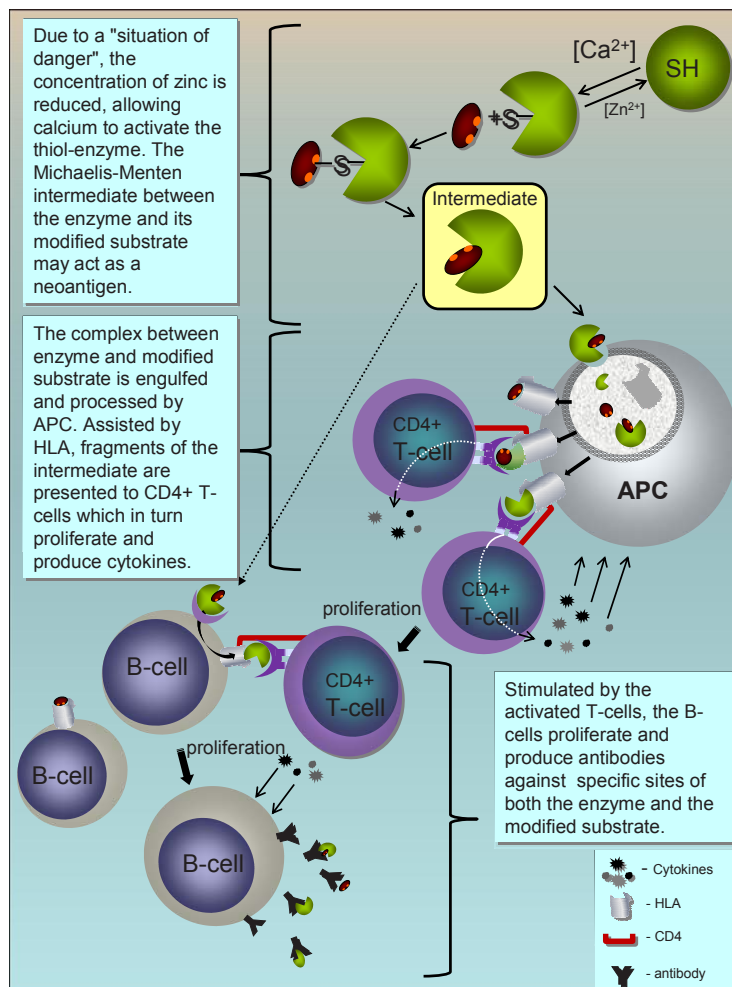 Due to a "situation of
danger", the
concentration of zinc is
reduced, allowing
calcium to activate the
thiol-enzyme. The
Michaelis-Menten
intermediate between
the enzyme and its
modified substrate
may act as a
neoantigen.
[Ca²⁺]
SH
[Zn²⁺]
+S
S
Intermediate
The complex between
enzyme and modified
substrate is engulfed
and processed by
APC. Assisted by
HLA, fragments of the
intermediate are
presented to CD4+ T-
cells which in turn
proliferate and
produce cytokines.
CD4+
T-cell
APC
CD4+
T-cell
proliferation
B-cell
CD4+
T-cell
B-cell
proliferation
B-cell
Stimulated by the
activated T-cells, the B-
cells proliferate and
produce antibodies
against specific sites of
both the enzyme and the
modified substrate.
- Cytokines
- HLA
- CD4
- antibody